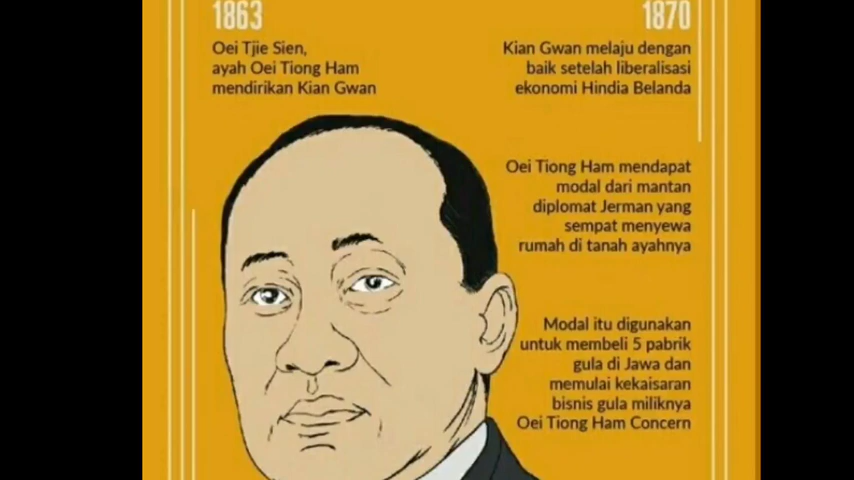 1863
Oei Tjie Sien,
ayah Oei Tiong Ham
mendirikan Kian Gwan
1870
Kian Gwan melaju dengan
baik setelah liberalisasi
ekonomi Hindia Belanda
Oei Tiong Ham mendapat
modal dari mantan
diplomat Jerman yang
sempat menyewa
rumah di tanah ayahnya
Modal itu digunakan
untuk membeli 5 pabrik
gula di Jawa dan
memulai kekaisaran
bisnis gula miliknya
Oei Tiong Ham Concern